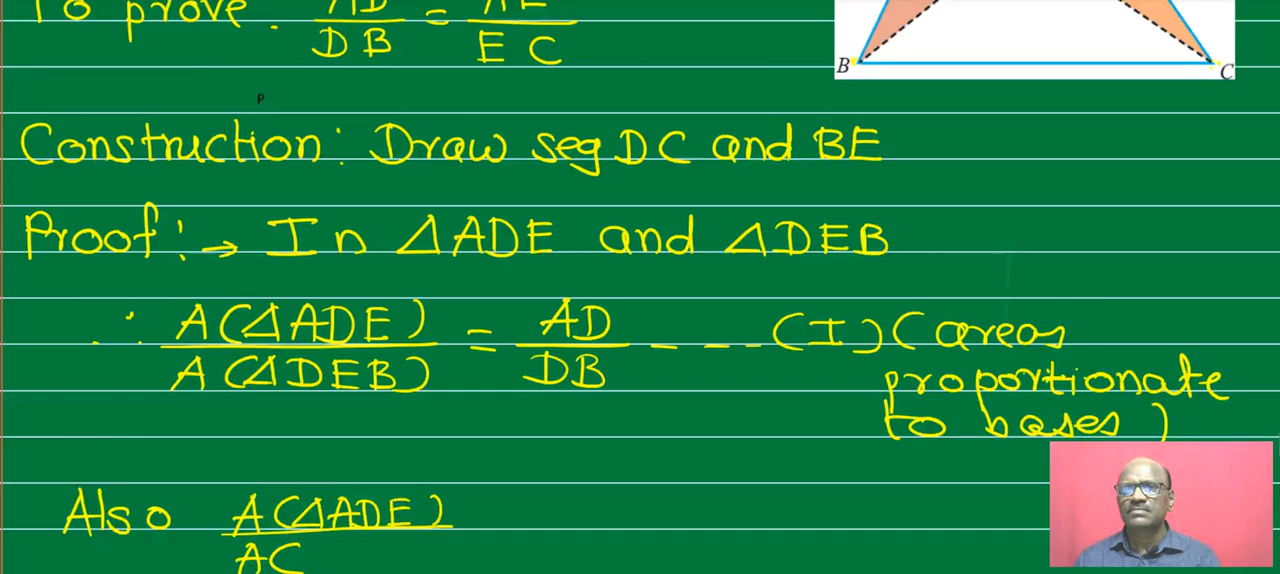 To prove. AD/DB = AE/EC
B C
P
Construction: Draw seg DC and BE
Proof: → In △ADE and △DEB
∴ A(△ADE)/A(△DEB) = AD/DB - - - (I) (areas
proportionate
to bases)
Also A(△ADE)/A(